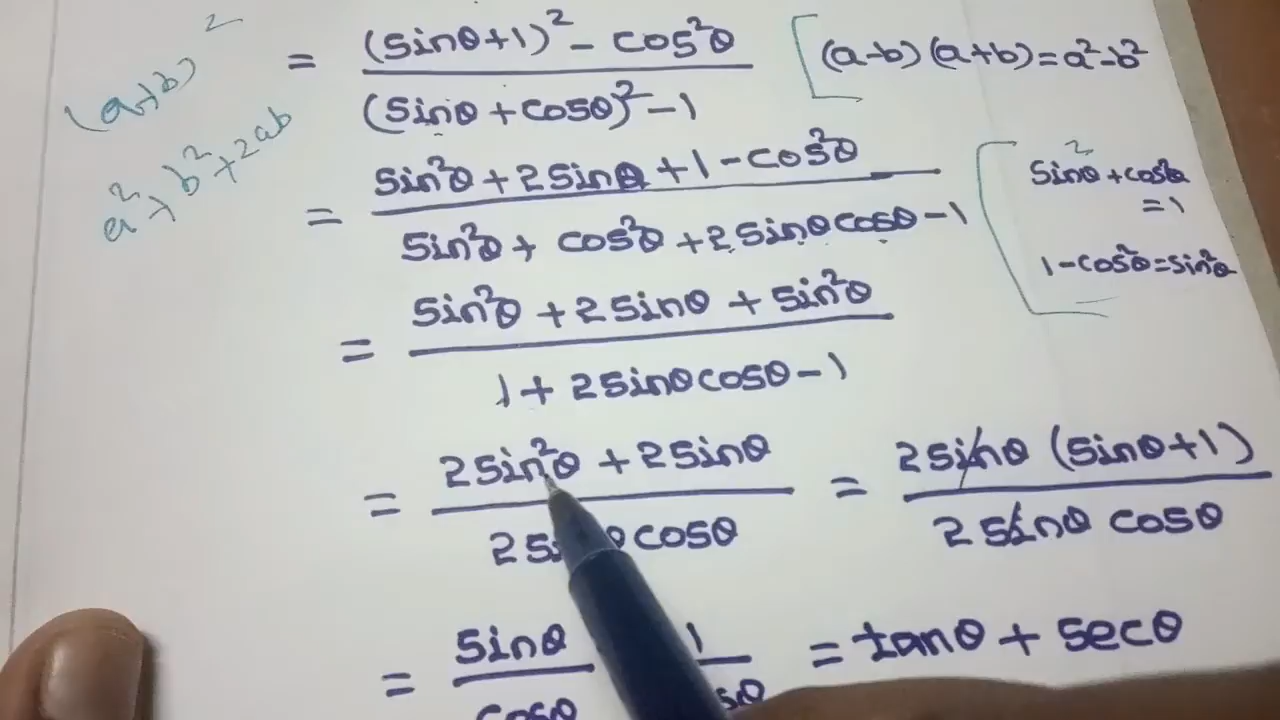 (a+b)²
a²+b²+2ab
= (sinθ+1)² - cos²θ / (sinθ + cosθ)² - 1
[(a-b)(a+b)=a²-b²
= sin²θ + 2sinθ + 1 - cos²θ / sin²θ + cos²θ + 2sinθcosθ - 1
[sin²θ + cos²θ
=1
1-cos²θ=sin²θ
= sin²θ + 2sinθ + sin²θ / 1 + 2sinθcosθ - 1
= 2sin²θ + 2sinθ / 2 cosθ = 2sinθ (sinθ+1) / 2sinθ cosθ
= sinθ / cosθ 1 / = tanθ + secθ